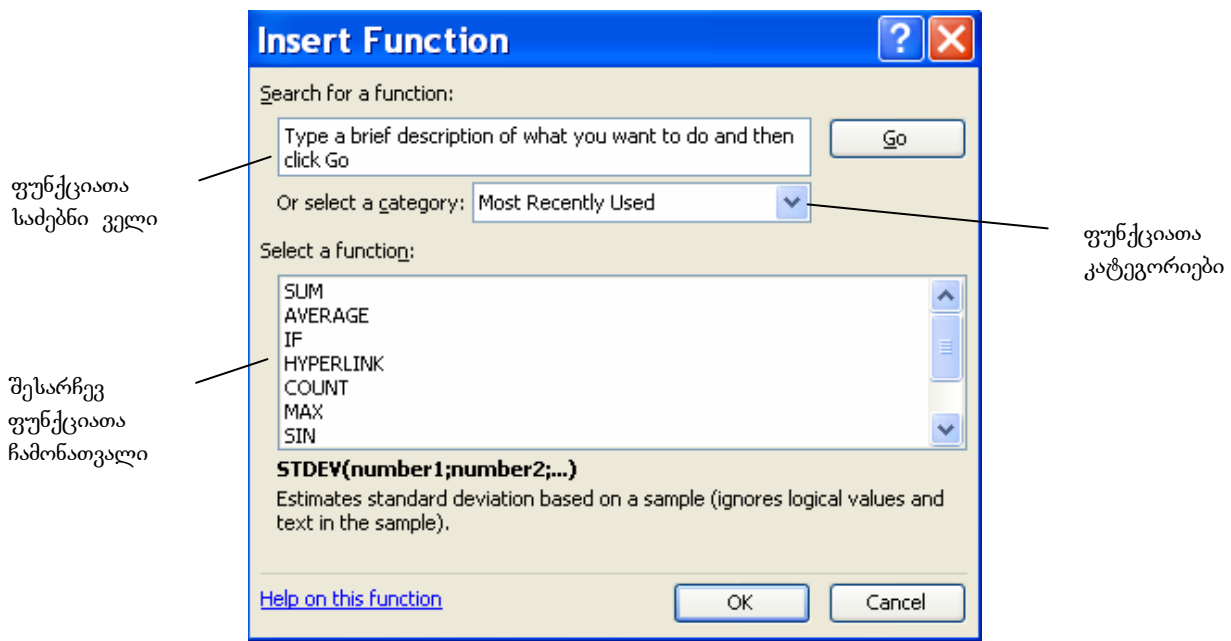 Insert Function
Search for a function:
Type a brief description of what you want to do and then
click Go
Go
ფუნქციათა
საძებნი ველი
Or select a category:
Most Recently Used
ფუნქციათა
კატეგორიები
Select a function:
SUM
AVERAGE
IF
HYPERLINK
COUNT
MAX
SIN
შესარჩევ
ფუნქციათა
ჩამონათვალი
STDEV(number1;number2;...)
Estimates standard deviation based on a sample (ignores logical values and
text in the sample).
Help on this function
OK
Cancel